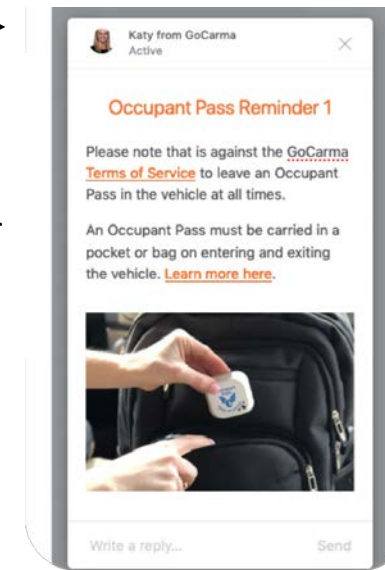 Katy from GoCarma
Active
Occupant Pass Reminder 1
Please note that is against the GoCarma
Terms of Service to leave an Occupant
Pass in the vehicle at all times.
An Occupant Pass must be carried in a
pocket or bag on entering and exiting
the vehicle. Learn more here.
Write a reply...
Send